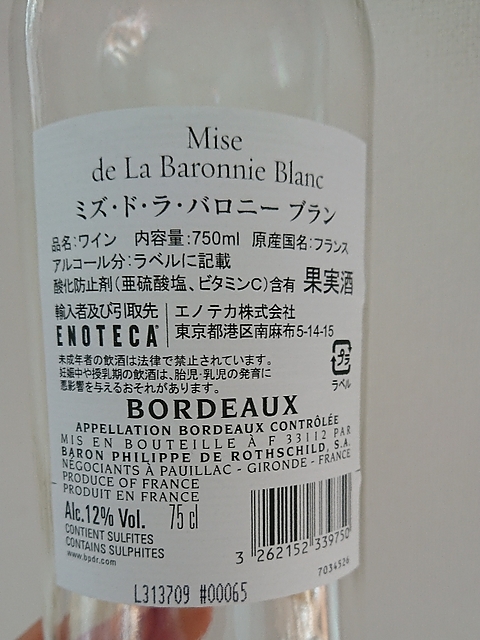 Mise
de La Baronnie Blanc
ミズ・ド・ラ・バロニー ブラン
品名:ワイン 内容量:750ml 原産国名:フランス
アルコール分:ラベルに記載
酸化防止剤(亜硫酸塩、ビタミンC)含有 果実酒
輸入者及び引取先 エノテカ株式会社
ENOTECA 東京都港区南麻布5-14-15
未成年者の飲酒は法律で禁止されています。
妊娠中や授乳期の飲酒は、胎児・乳児の発育に
悪影響を与えるおそれがあります。
プラ
ラベル
BORDEAUX
APPELLATION BORDEAUX CONTRÔLÉE
MIS EN BOUTEILLE À F 33112 PAR
BARON PHILIPPE DE ROTHSCHILD, S.A.
NÉGOCIANTS À PAUILLAC - GIRONDE - FRANCE
PRODUCE OF FRANCE
PRODUIT EN FRANCE
Alc.12% Vol. 75 cl
CONTIENT SULFITES
CONTAINS SULPHITES
www.bpdr.com
3 262152 339750
7034526
L313709 #00065